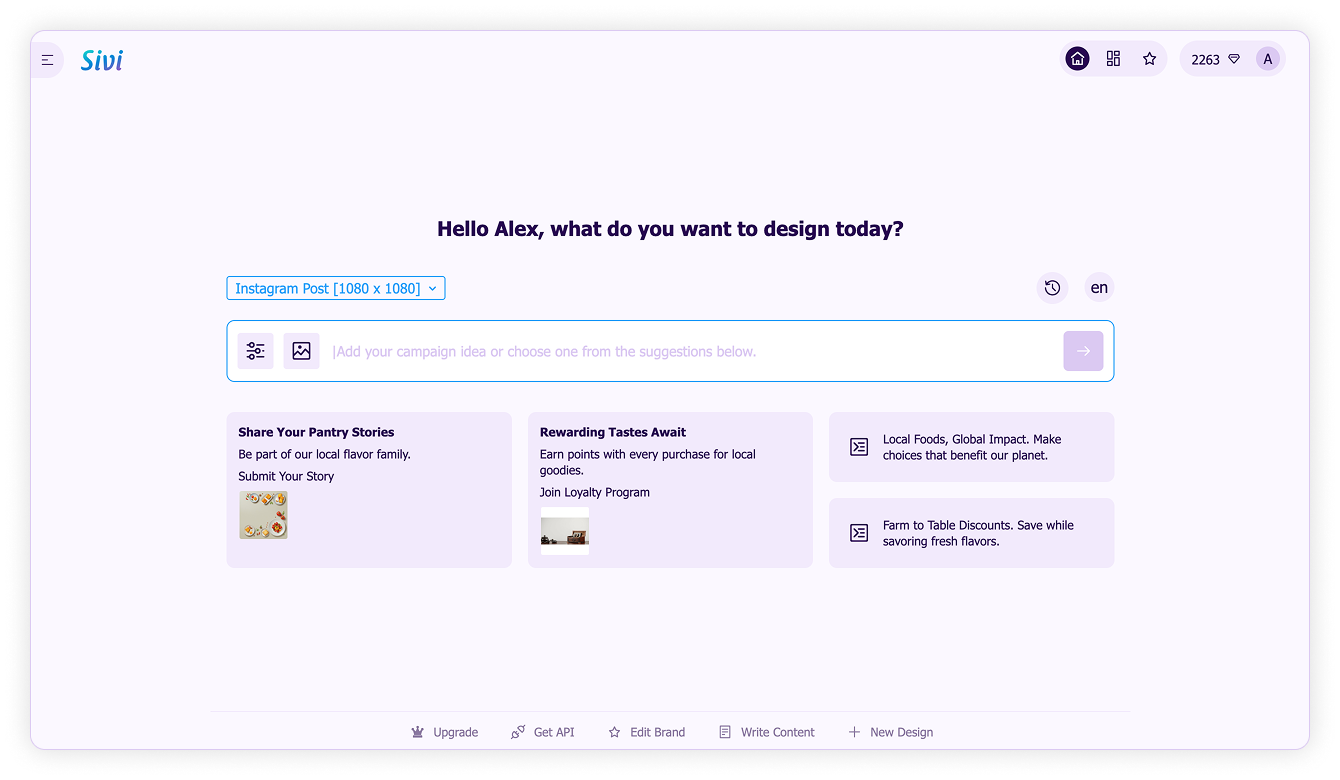 Sivi
2263
A
Hello Alex, what do you want to design today?
Instagram Post [1080 x 1080]
en
|Add your campaign idea or choose one from the suggestions below.
Share Your Pantry Stories
Be part of our local flavor family.
Submit Your Story
Rewarding Tastes Await
Earn points with every purchase for local
goodies.
Join Loyalty Program
Local Foods, Global Impact. Make
choices that benefit our planet.
Farm to Table Discounts. Save while
savoring fresh flavors.
Upgrade
Get API
Edit Brand
Write Content
New Design